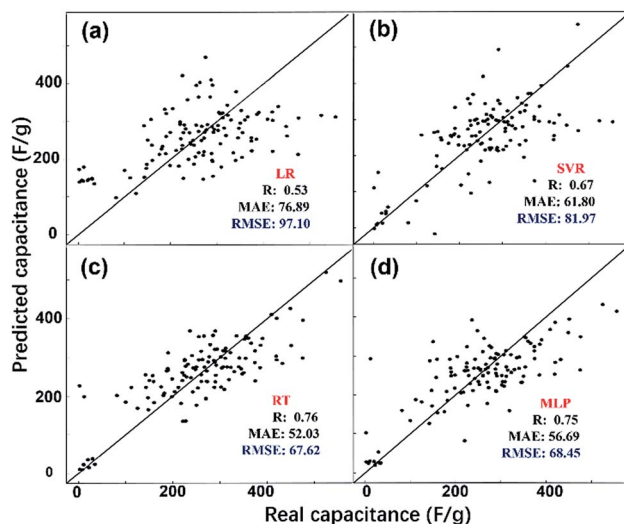 (a)
400
200
0
LR
R: 0.53
MAE: 76.89
RMSE: 97.10
(b)
SVR
R: 0.67
MAE: 61.80
RMSE: 81.97
Predicted capacitance (F/g)
(c)
400
200
0
RT
R: 0.76
MAE: 52.03
RMSE: 67.62
(d)
MLP
R: 0.75
MAE: 56.69
RMSE: 68.45
0 200 400 0 200 400
Real capacitance (F/g)